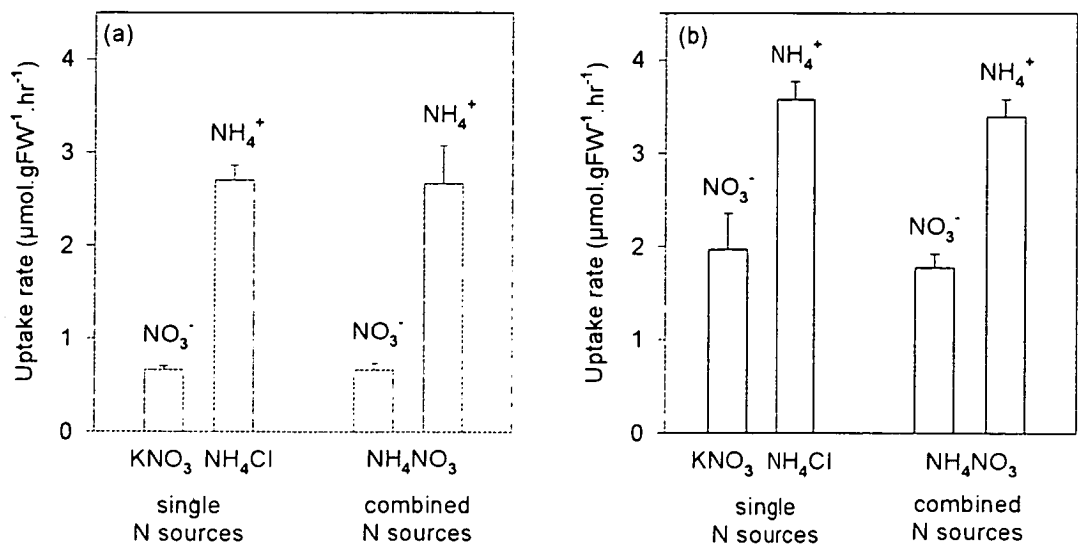 (a)
Uptake rate (µmol.gFW⁻¹.hr⁻¹)
4
3
2
1
0
NO₃⁻
NH₄⁺
NO₃⁻
NH₄⁺
KNO₃ NH₄Cl NH₄NO₃
single combined
N sources N sources
(b)
Uptake rate (µmol.gFW⁻¹.hr⁻¹)
4
3
2
1
0
NO₃⁻
NH₄⁺
NO₃⁻
NH₄⁺
KNO₃ NH₄Cl NH₄NO₃
single combined
N sources N sources